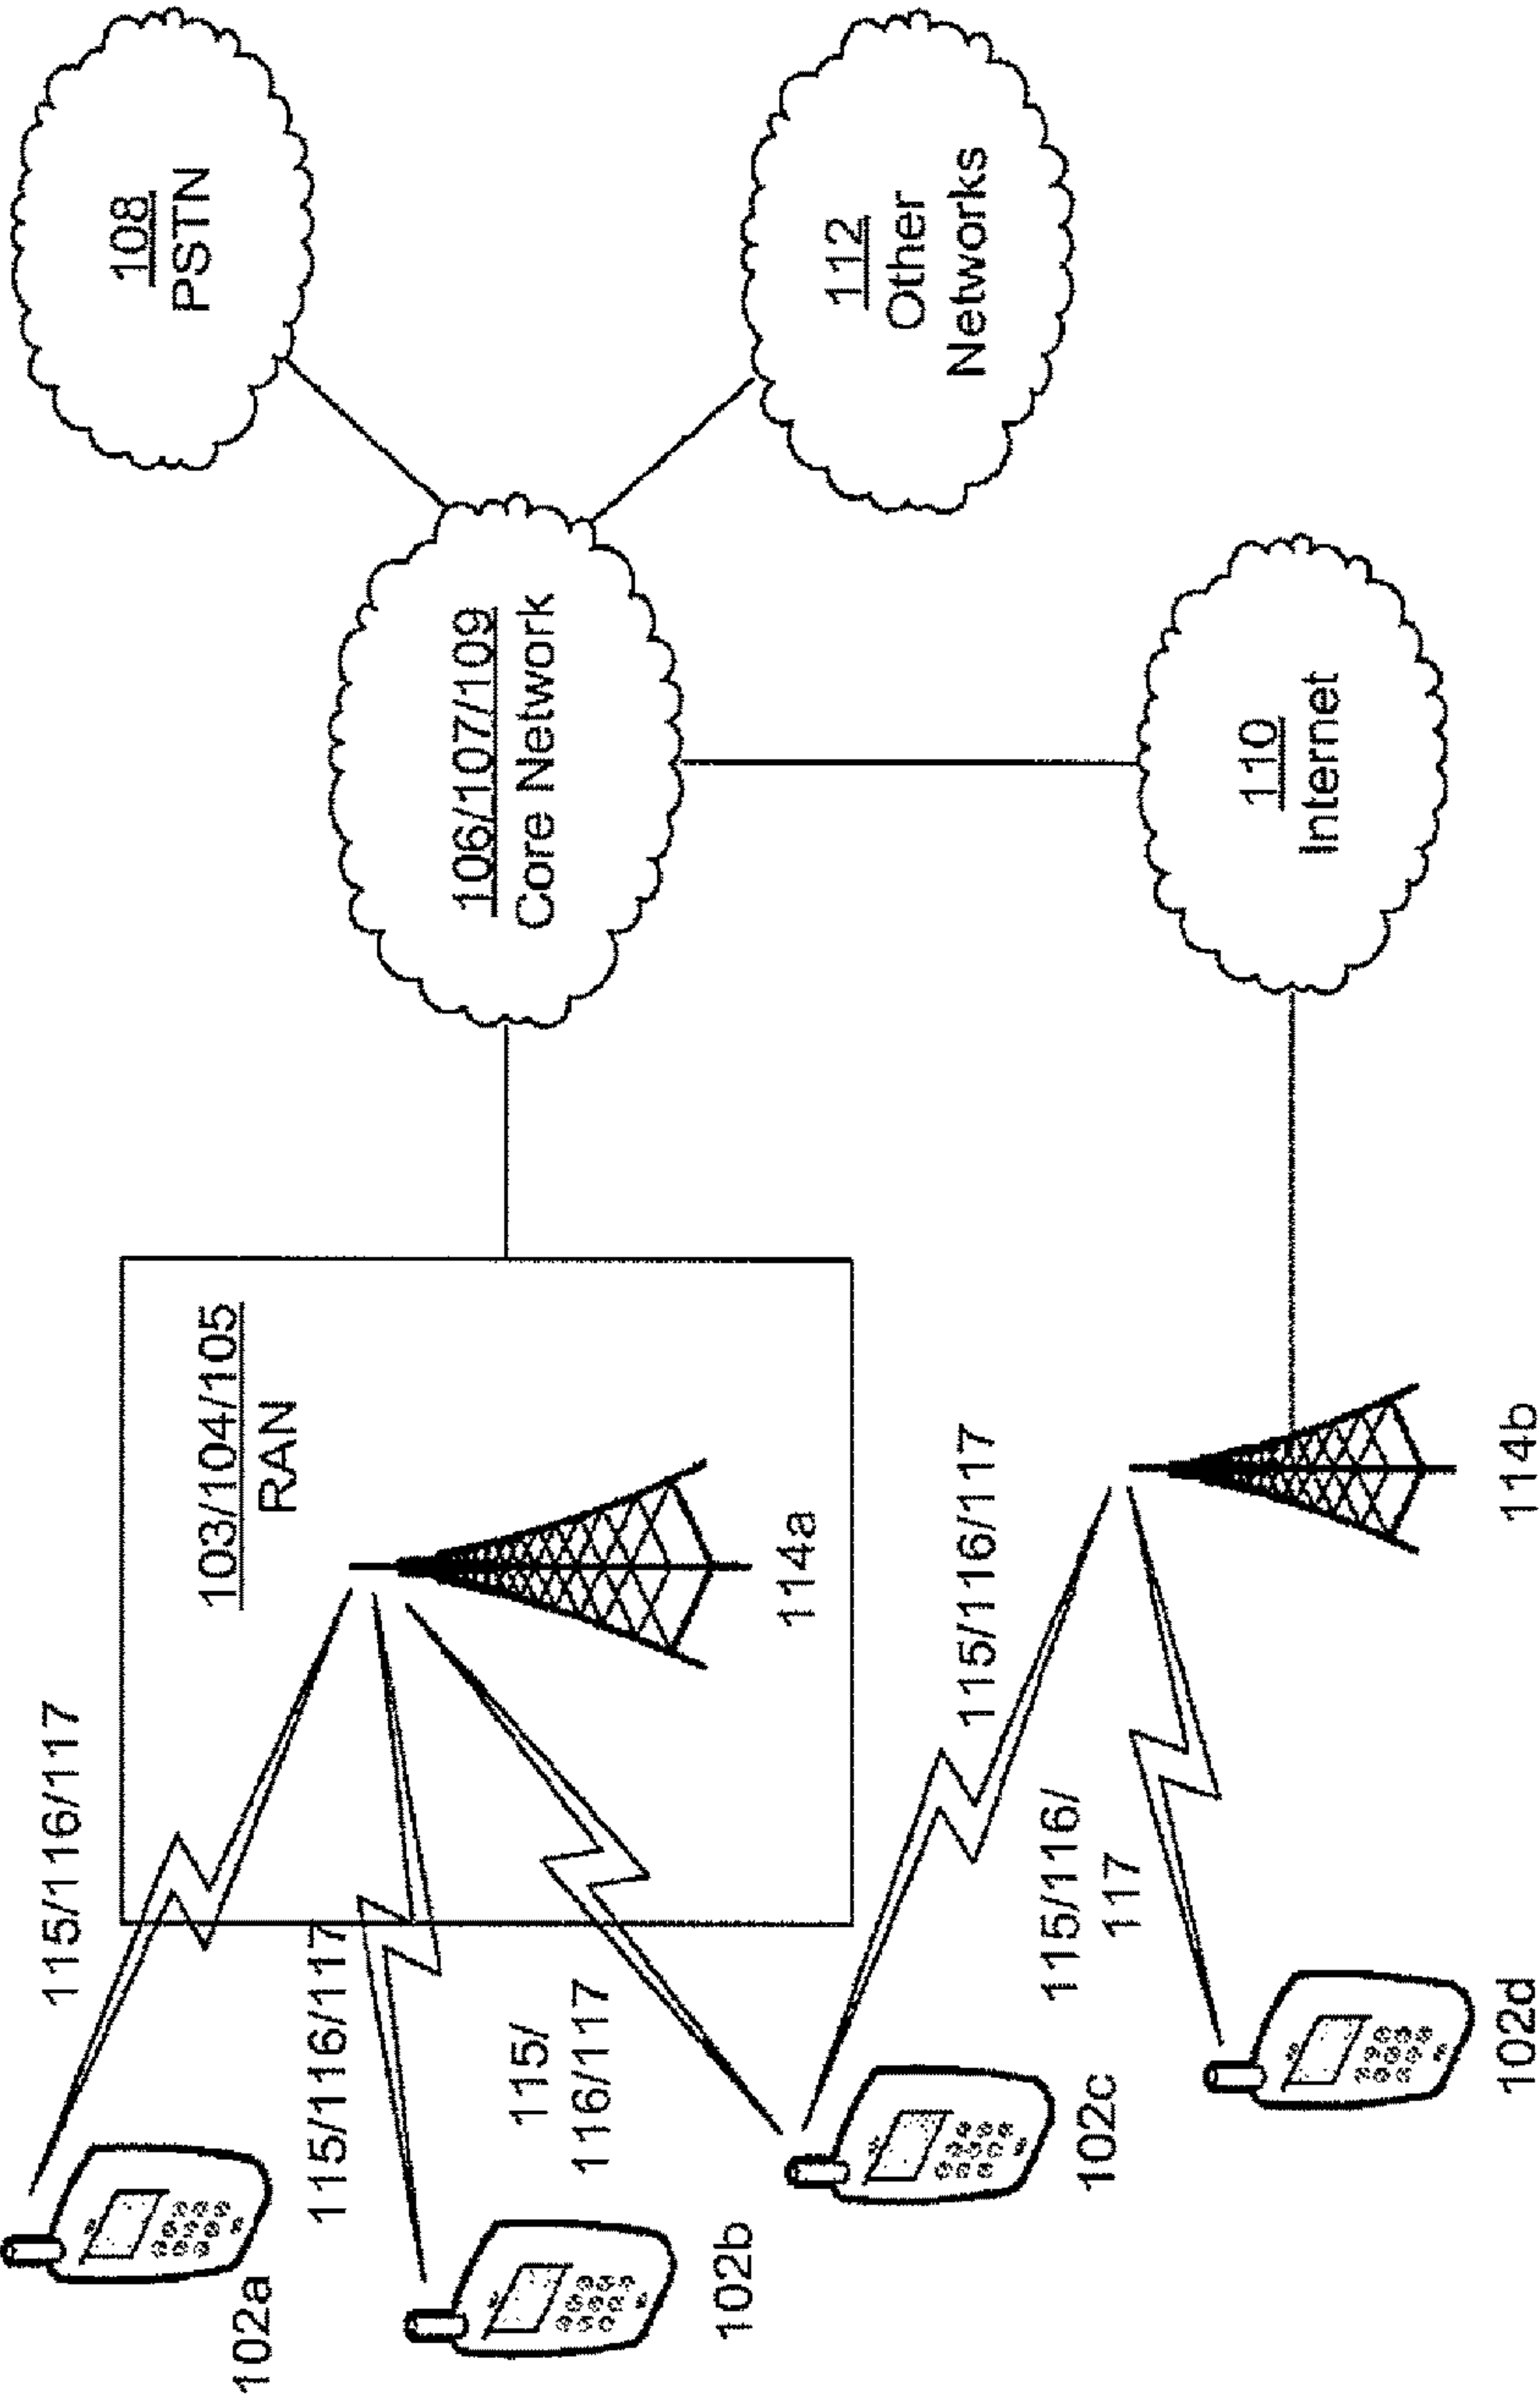 115/116/117
103/104/105
RAN
108
PSTN
102a
115/116/117
106/107/109
Core Network
115/
116/117
114a
102b
112
Other
Networks
115/116/117
102c
115/116/
117
110
Internet
102d
114b